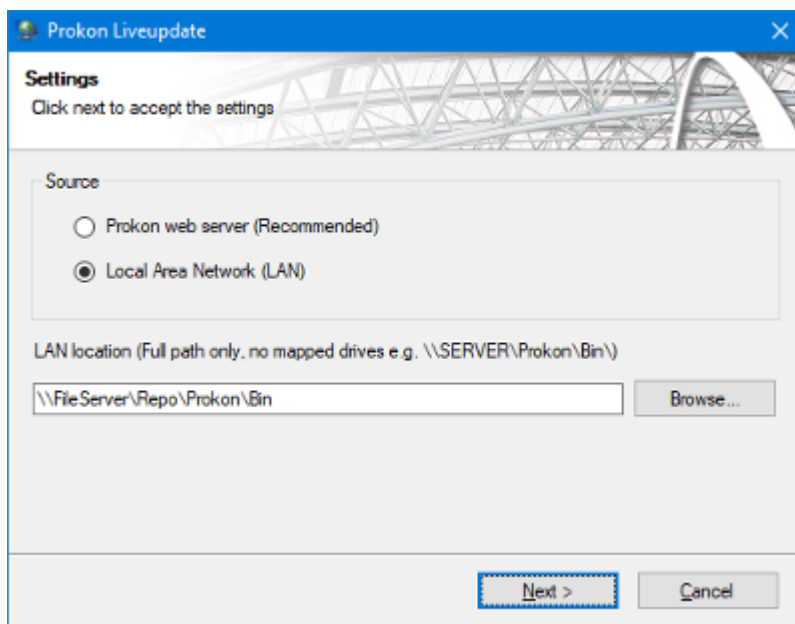 Prokon Liveupdate
Settings
Click next to accept the settings
Source
Prokon web server (Recommended)
Local Area Network (LAN)
LAN location (Full path only, no mapped drives e.g. \\SERVER\Prokon\Bin\)
\\FileServer\Repo\Prokon\Bin
Browse...
Next >
Cancel